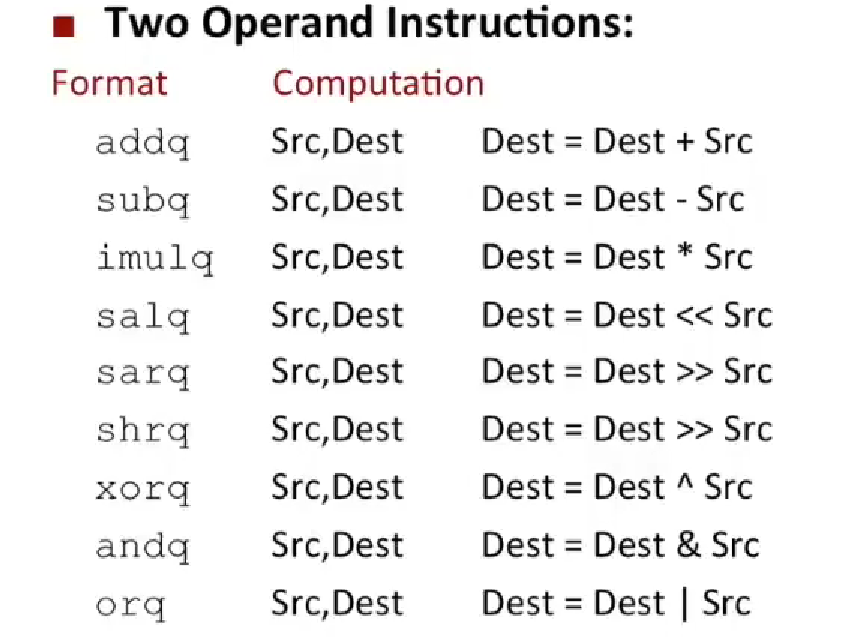 ■ Two Operand Instructions:
Format Computation
addq Src,Dest Dest = Dest + Src
subq Src,Dest Dest = Dest - Src
imulq Src,Dest Dest = Dest * Src
salq Src,Dest Dest = Dest << Src
sarq Src,Dest Dest = Dest >> Src
shrq Src,Dest Dest = Dest >> Src
xorq Src,Dest Dest = Dest ^ Src
andq Src,Dest Dest = Dest & Src
orq Src,Dest Dest = Dest | Src